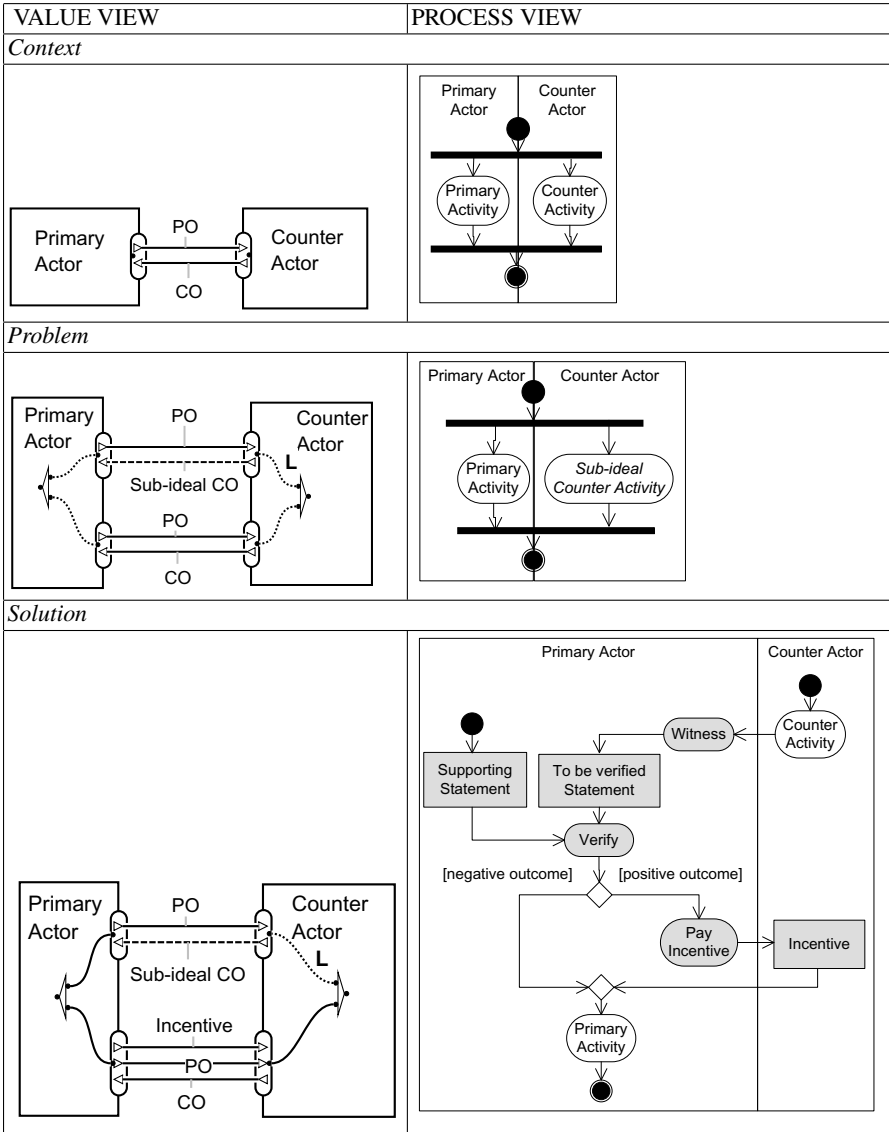 VALUE VIEW
PROCESS VIEW
Context
Primary
Actor
PO
CO
Counter
Actor
Primary
Actor
Counter
Actor
Primary
Activity
Counter
Activity
Problem
Primary
Actor
PO
Sub-ideal CO
PO
CO
Counter
Actor
L
Primary Actor
Counter Actor
Primary
Activity
Sub-ideal
Counter Activity
Solution
Primary
Actor
PO
Sub-ideal CO
Incentive
PO
CO
Counter
Actor
L
Primary Actor
Counter Actor
Counter
Activity
Witness
Supporting
Statement
To be verified
Statement
Verify
[negative outcome]
[positive outcome]
Pay
Incentive
Incentive
Primary
Activity